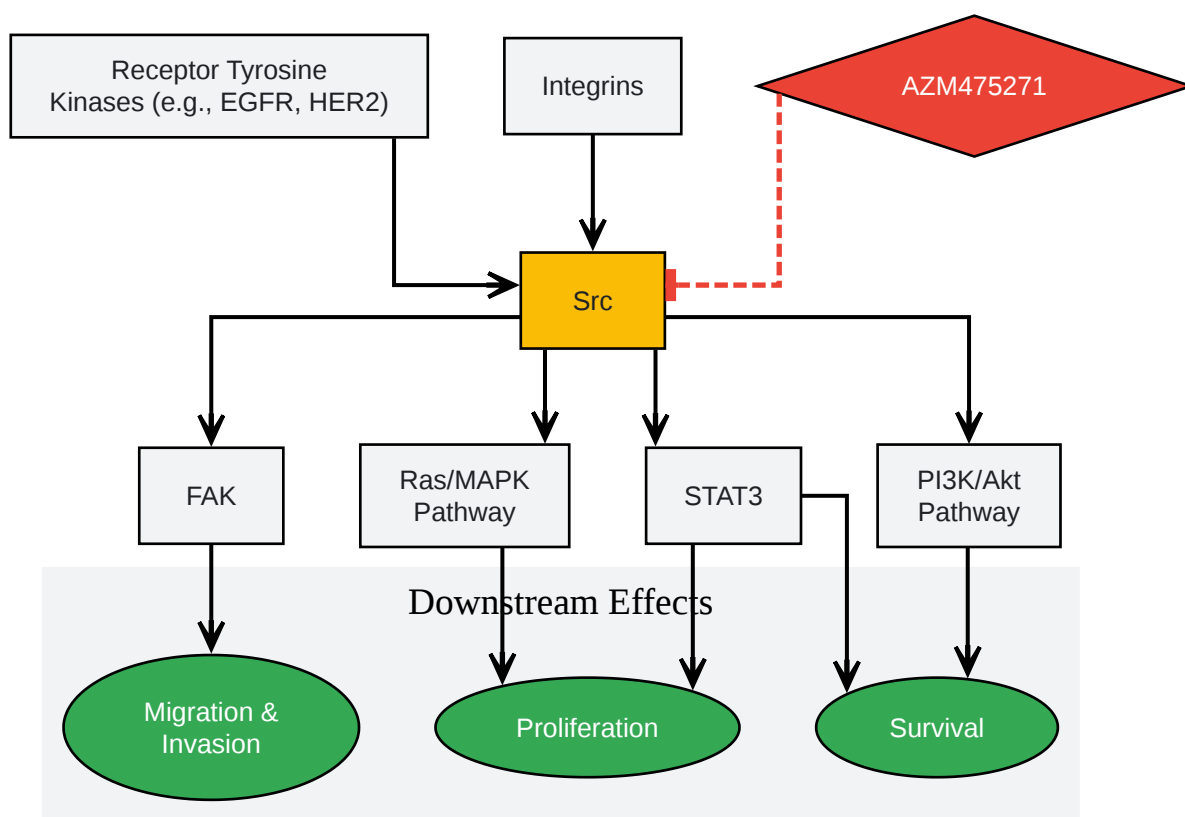 Receptor Tyrosine
Kinases (e.g., EGFR, HER2)
Integrins
AZM475271
Src
FAK
Ras/MAPK
Pathway
STAT3
PI3K/Akt
Pathway
Downstream Effects
Migration &
Invasion
Proliferation
Survival